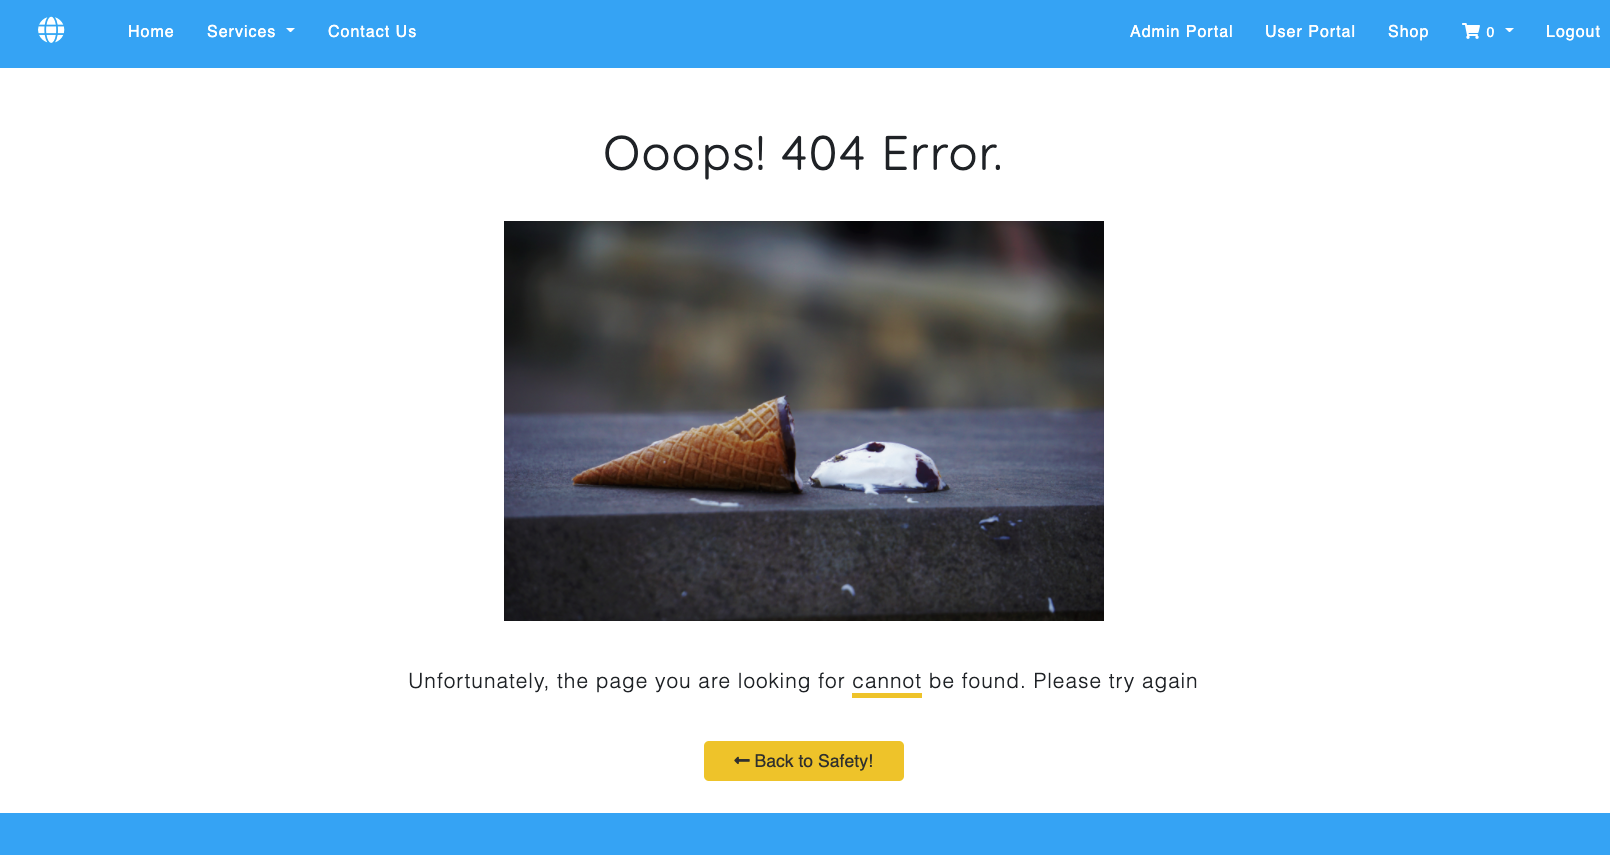 Home Services Contact Us Admin Portal User Portal Shop 0 Logout
Ooops! 404 Error.
Unfortunately, the page you are looking for cannot be found. Please try again
Back to Safety!